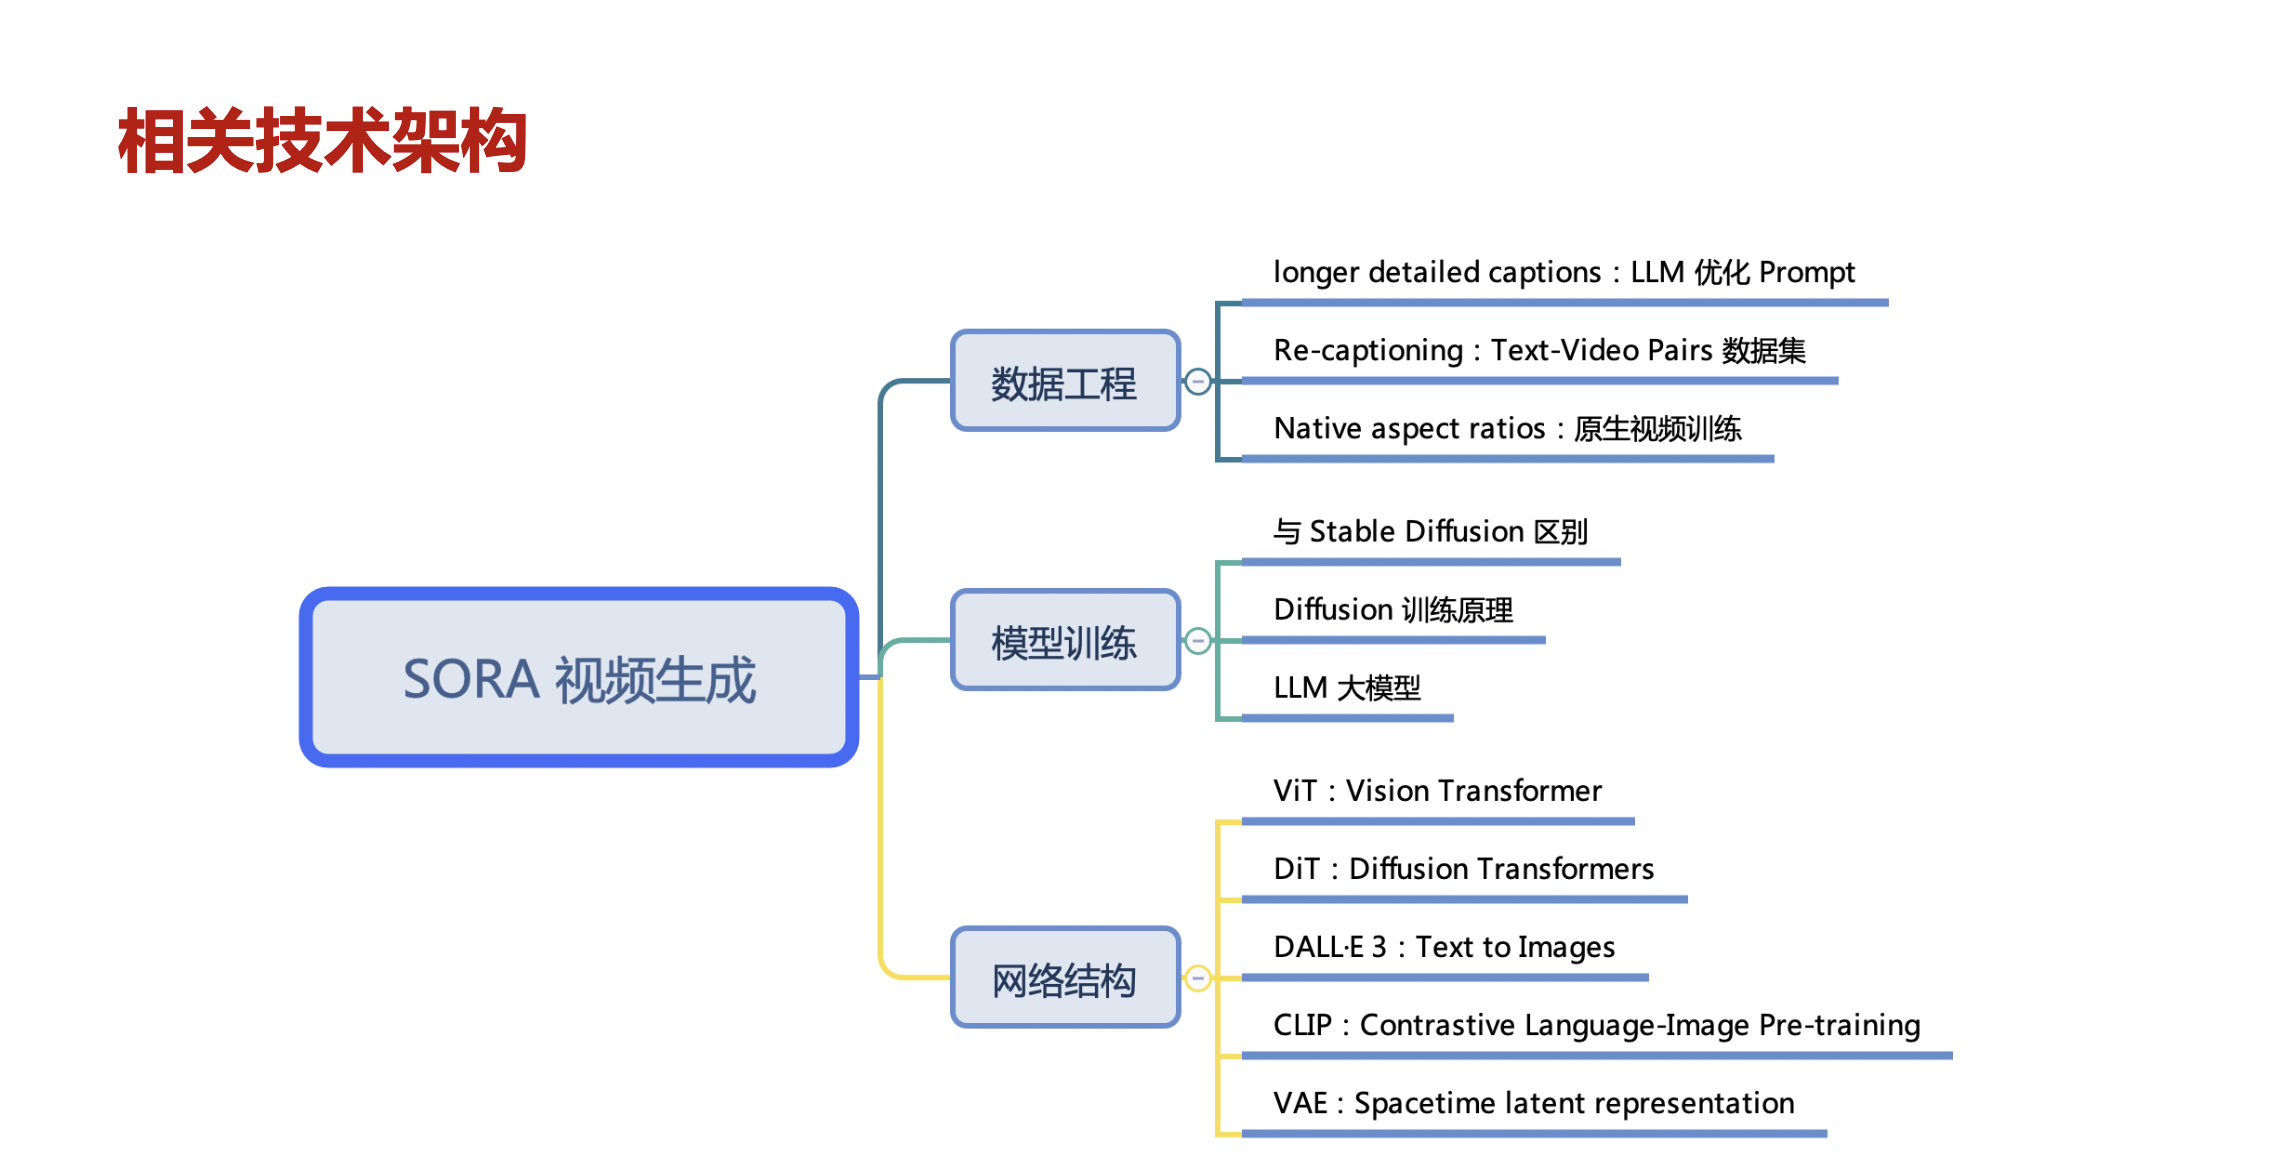 相关技术架构
SORA 视频生成
数据工程
longer detailed captions：LLM 优化 Prompt
Re-captioning：Text-Video Pairs 数据集
Native aspect ratios：原生视频训练
模型训练
与 Stable Diffusion 区别
Diffusion 训练原理
LLM 大模型
网络结构
ViT：Vision Transformer
DiT：Diffusion Transformers
DALL·E 3：Text to Images
CLIP：Contrastive Language-Image Pre-training
VAE：Spacetime latent representation